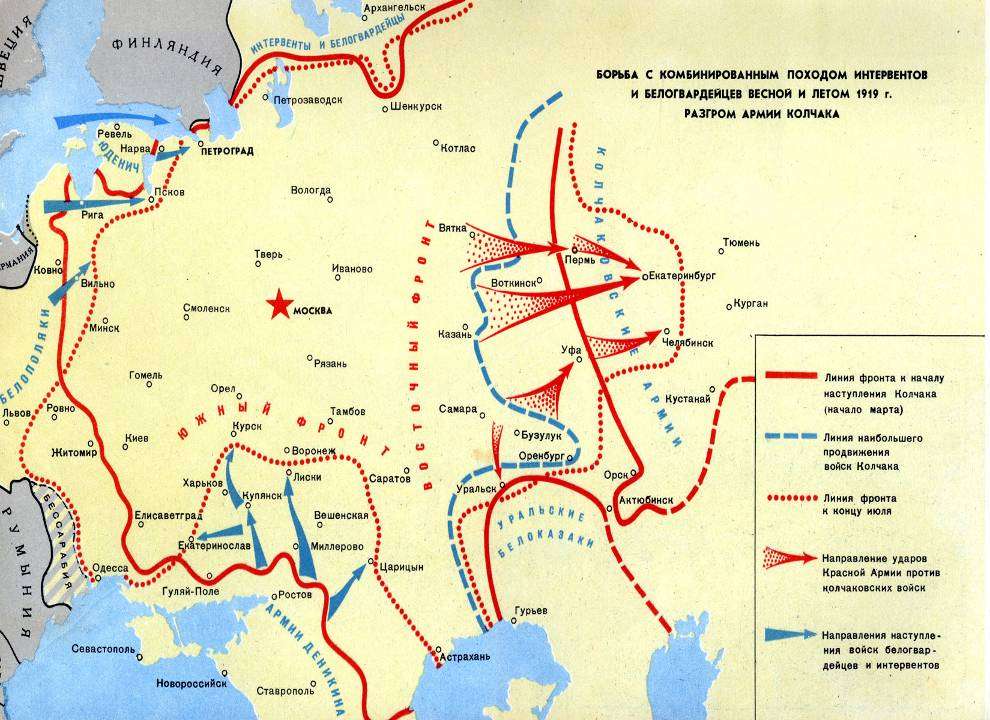 БОРЬБА С КОМБИНИРОВАННЫМ ПОХОДОМ ИНТЕРВЕНТОВ
И БЕЛОГВАРДЕЙЦЕВ ВЕСНОЙ И ЛЕТОМ 1919 г.
РАЗГРОМ АРМИИ КОЛЧАКА
ШВЕЦИЯ
ФИНЛЯНДИЯ
Архангельск
ИНТЕРВЕНТЫ И БЕЛОГВАРДЕЙЦЫ
Петрозаводск
Шенкурск
Ревель
Нарва
ЮДЕНИЧ
ПЕТРОГРАД
Котлас
Псков
Рига
Вологда
ГЕРМАНИЯ
Ковно
Вильно
Тверь
Иваново
Вятка
Пермь
Тюмень
Екатеринбург
Воткинск
Курган
МОСКВА
Смоленск
Минск
Казань
Челябинск
Уфа
КОЛЧАКОВСКИЕ АРМИИ
ВОСТОЧНЫЙ ФРОНТ
БЕЛОПОЛЯКИ
Рязань
Гомель
Орел
Тамбов
Самара
Кустанай
Львов
Ровно
ЮЖНЫЙ ФРОНТ
Курск
Киев
Житомир
Воронеж
Бузулук
Оренбург
Лиски
Саратов
Орск
Харьков
Купянск
Уральск
Актюбинск
БЕССАРАБИЯ
РУМЫНИЯ
Елисаветград
Вешенская
УРАЛЬСКИЕ
БЕЛОКАЗАКИ
Екатеринослав
Миллерово
Царицын
Одесса
Гуляй-Поле
Ростов
Гурьев
АРМИИ ДЕНИКИНА
Севастополь
Астрахань
Новороссийск
Ставрополь
Линия фронта к началу
наступления Колчака
(начало марта)
Линия наибольшего
продвижения
войск Колчака
Линия фронта
к концу июля
Направление ударов
Красной Армии против
колчаковских войск
Направления наступле-
ния войск белогвар-
дейцев и интервентов